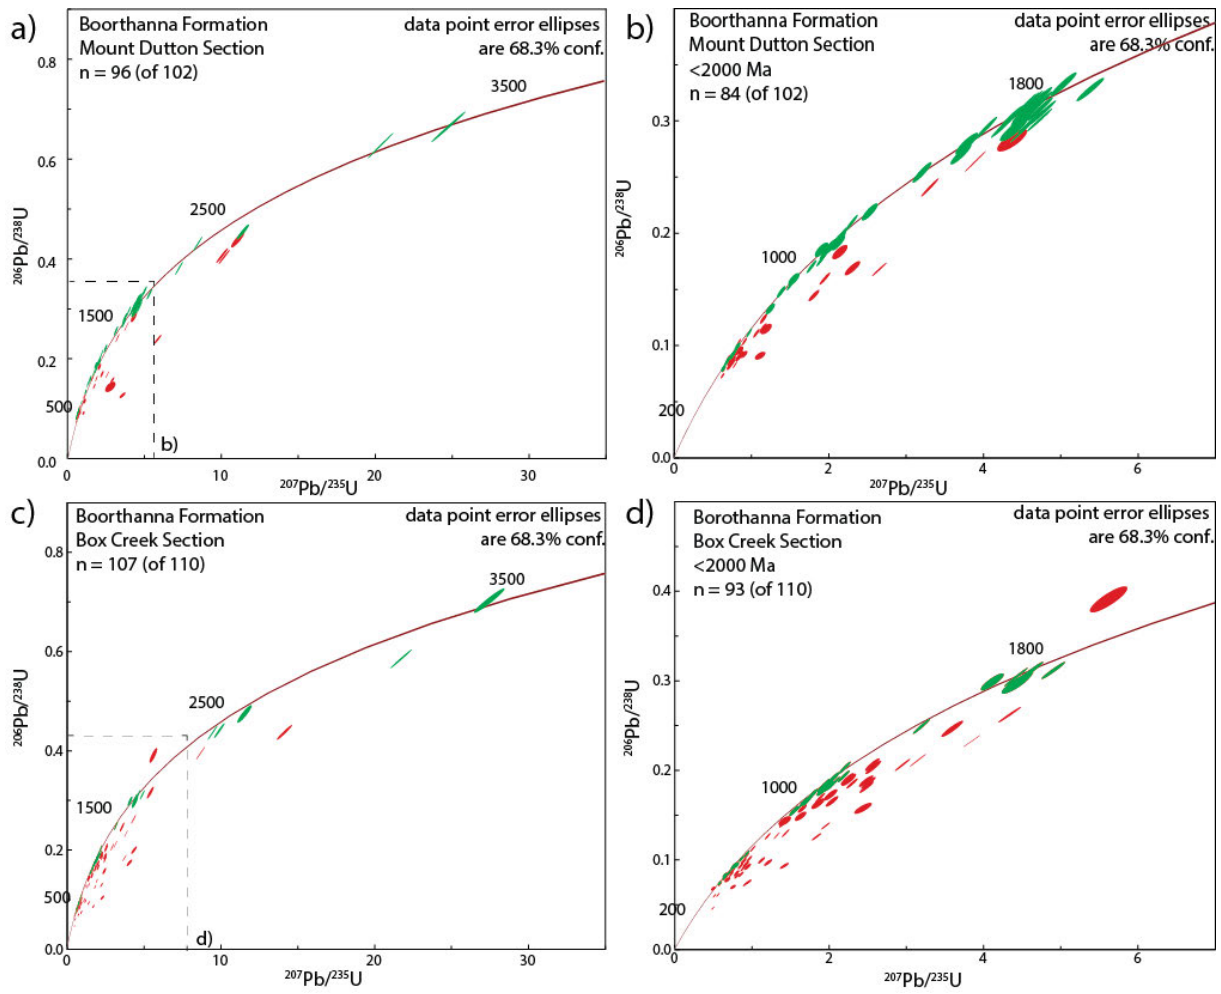 a)
Boorthanna Formation
Mount Dutton Section
n = 96 (of 102)
data point error ellipses
are 68.3% conf.
0.8
0.6
0.4
0.2
0.0
²⁰⁶Pb/²³⁸U
500
1500
2500
3500
b)
0
10
20
30
²⁰⁷Pb/²³⁵U
b)
Boorthanna Formation
Mount Dutton Section
<2000 Ma
n = 84 (of 102)
data point error ellipses
are 68.3% conf.
0.3
0.2
0.1
0.0
²⁰⁶Pb/²³⁸U
200
1000
1800
0
2
4
6
²⁰⁷Pb/²³⁵U
c)
Boorthanna Formation
Box Creek Section
n = 107 (of 110)
data point error ellipses
are 68.3% conf.
0.8
0.6
0.4
0.2
0.0
²⁰⁶Pb/²³⁸U
500
1500
2500
3500
d)
0
10
20
30
²⁰⁷Pb/²³⁵U
d)
Borothanna Formation
Box Creek Section
<2000 Ma
n = 93 (of 110)
data point error ellipses
are 68.3% conf.
0.4
0.3
0.2
0.1
0.0
²⁰⁶Pb/²³⁸U
200
1000
1800
0
2
4
6
²⁰⁷Pb/²³⁵U